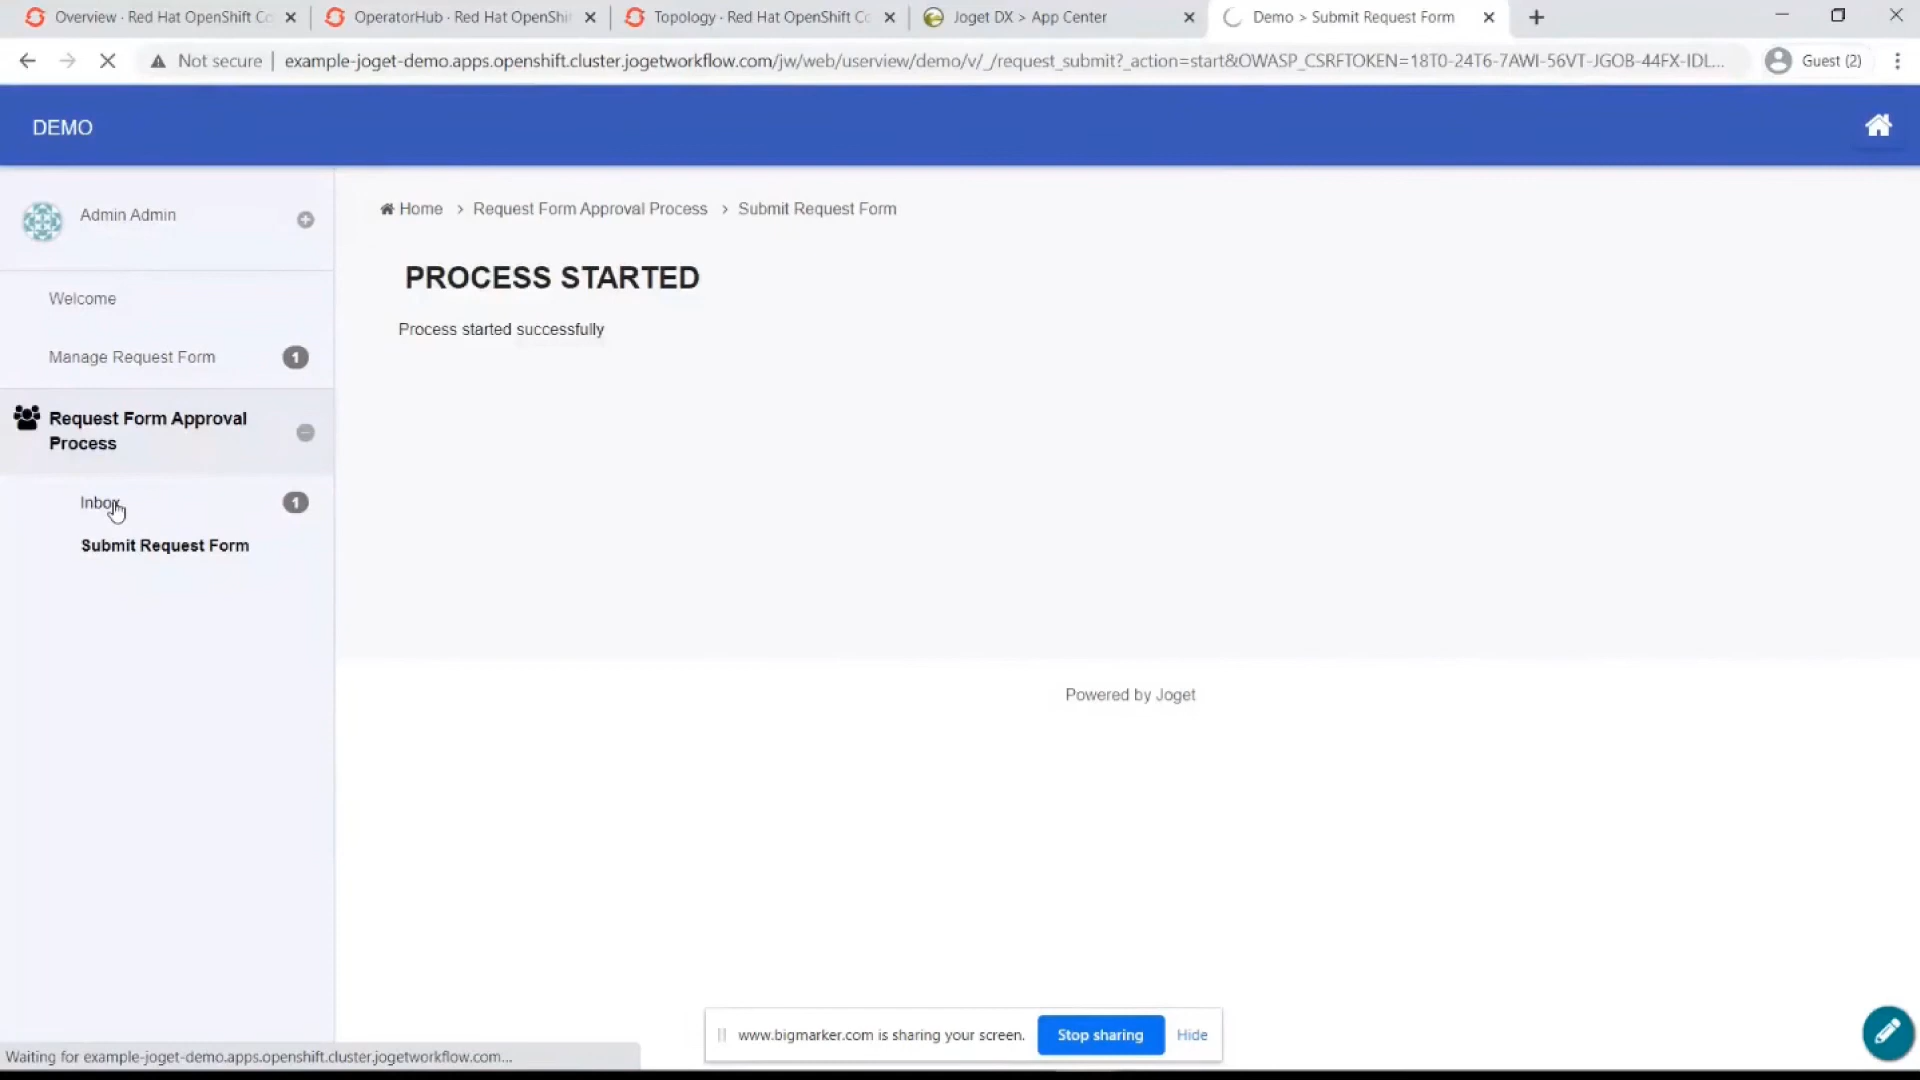 Overview · Red Hat OpenShift Co
OperatorHub · Red Hat OpenShi
Topology · Red Hat OpenShift Co
Joget DX > App Center
Demo > Submit Request Form
Not secure
example-joget-demo.apps.openshift.cluster.jogetworkflow.com/jw/web/userview/demo/v/_/request_submit?_action=start&OWASP_CSRFTOKEN=18T0-24T6-7AWI-56VT-JGOB-44FX-IDL...
Guest (2)
DEMO
Admin Admin
Home > Request Form Approval Process > Submit Request Form
PROCESS STARTED
Process started successfully
Welcome
Manage Request Form 1
Request Form Approval
Process
Inbox 1
Submit Request Form
Powered by Joget
www.bigmarker.com is sharing your screen. Stop sharing Hide
Waiting for example-joget-demo.apps.openshift.cluster.jogetworkflow.com...